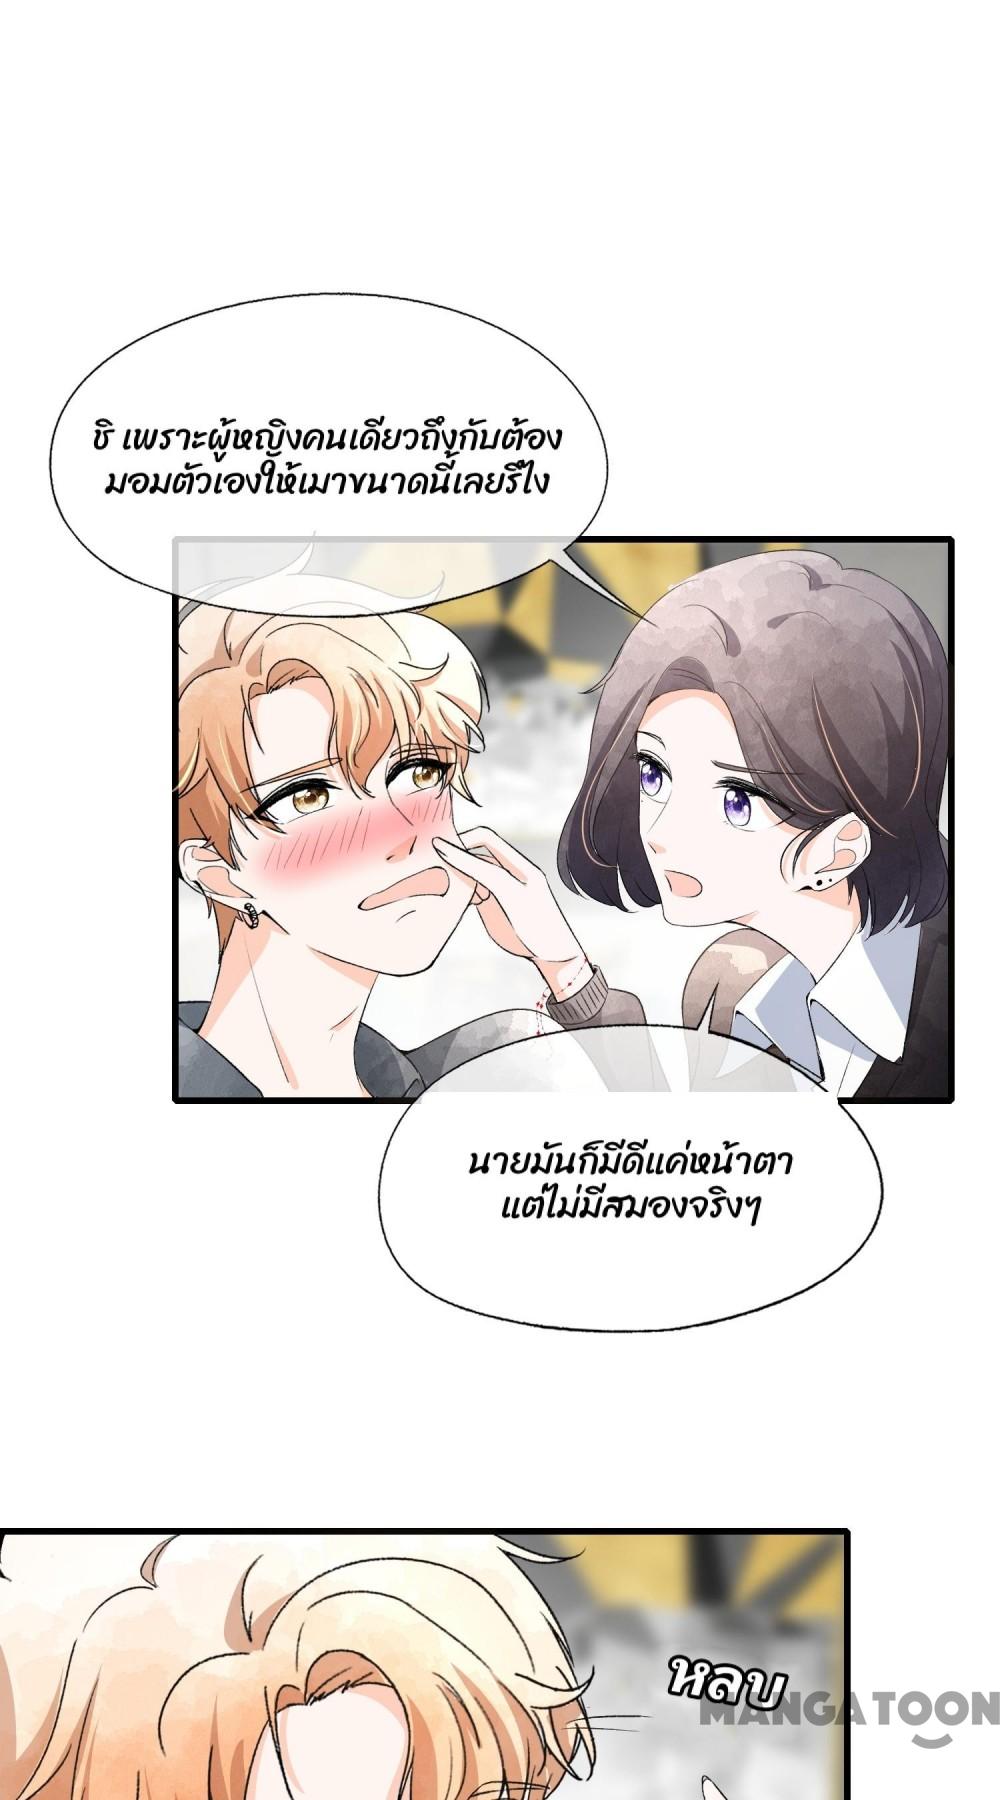 ชิ เพราะผู้หญิงคนเดียวถึงกับต้อง
มอมตัวเองให้เมาขนาดนี้เลยรึไง
นายมันก็มีดีแค่หน้าตา
แต่ไม่มีสมองจริงๆ
หลบ
MANGATOON